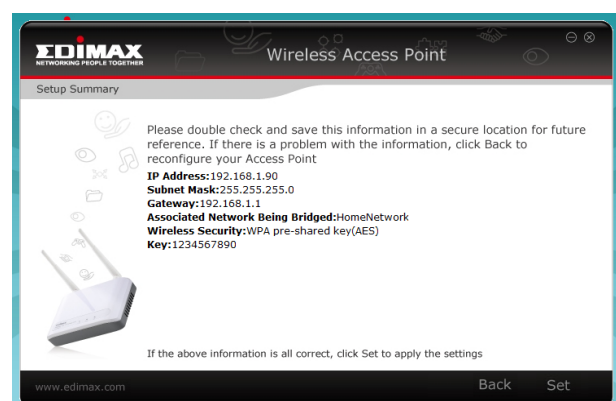 EDIMAX
NETWORKING PEOPLE TOGETHER
Wireless Access Point
Setup Summary
Please double check and save this information in a secure location for future
reference. If there is a problem with the information, click Back to
reconfigure your Access Point
IP Address:192.168.1.90
Subnet Mask:255.255.255.0
Gateway:192.168.1.1
Associated Network Being Bridged:HomeNetwork
Wireless Security:WPA pre-shared key(AES)
Key:1234567890
If the above information is all correct, click Set to apply the settings
www.edimax.com
Back
Set